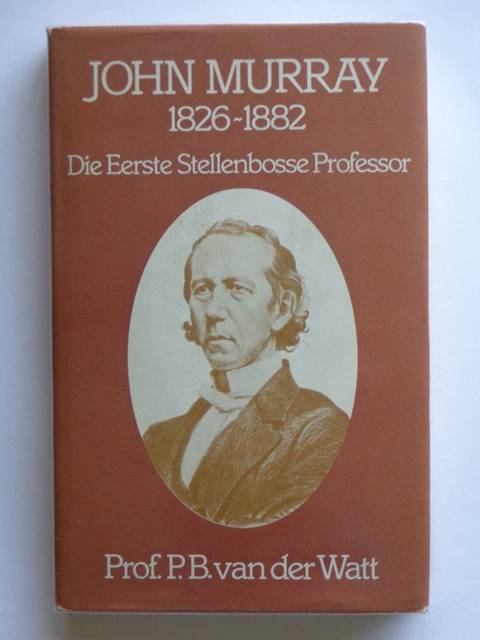 JOHN MURRAY
1826-1882
Die Eerste Stellenbosse Professor
Prof. P. B. van der Watt